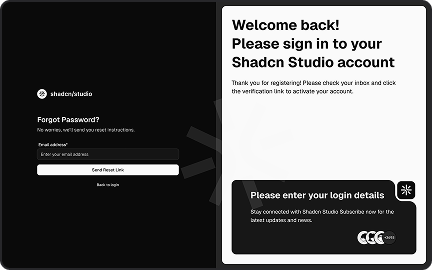 shadcn/studio
Forgot Password?
No worries, we'll send you reset instructions.
Email address*
Enter your email address
Send Reset Link
Back to login
Welcome back!
Please sign in to your
Shadcn Studio account
Thank you for registering! Please check your inbox and click
the verification link to activate your account.
Please enter your login details
Stay connected with Shadcn Studio Subscribe now for the
latest updates and news.